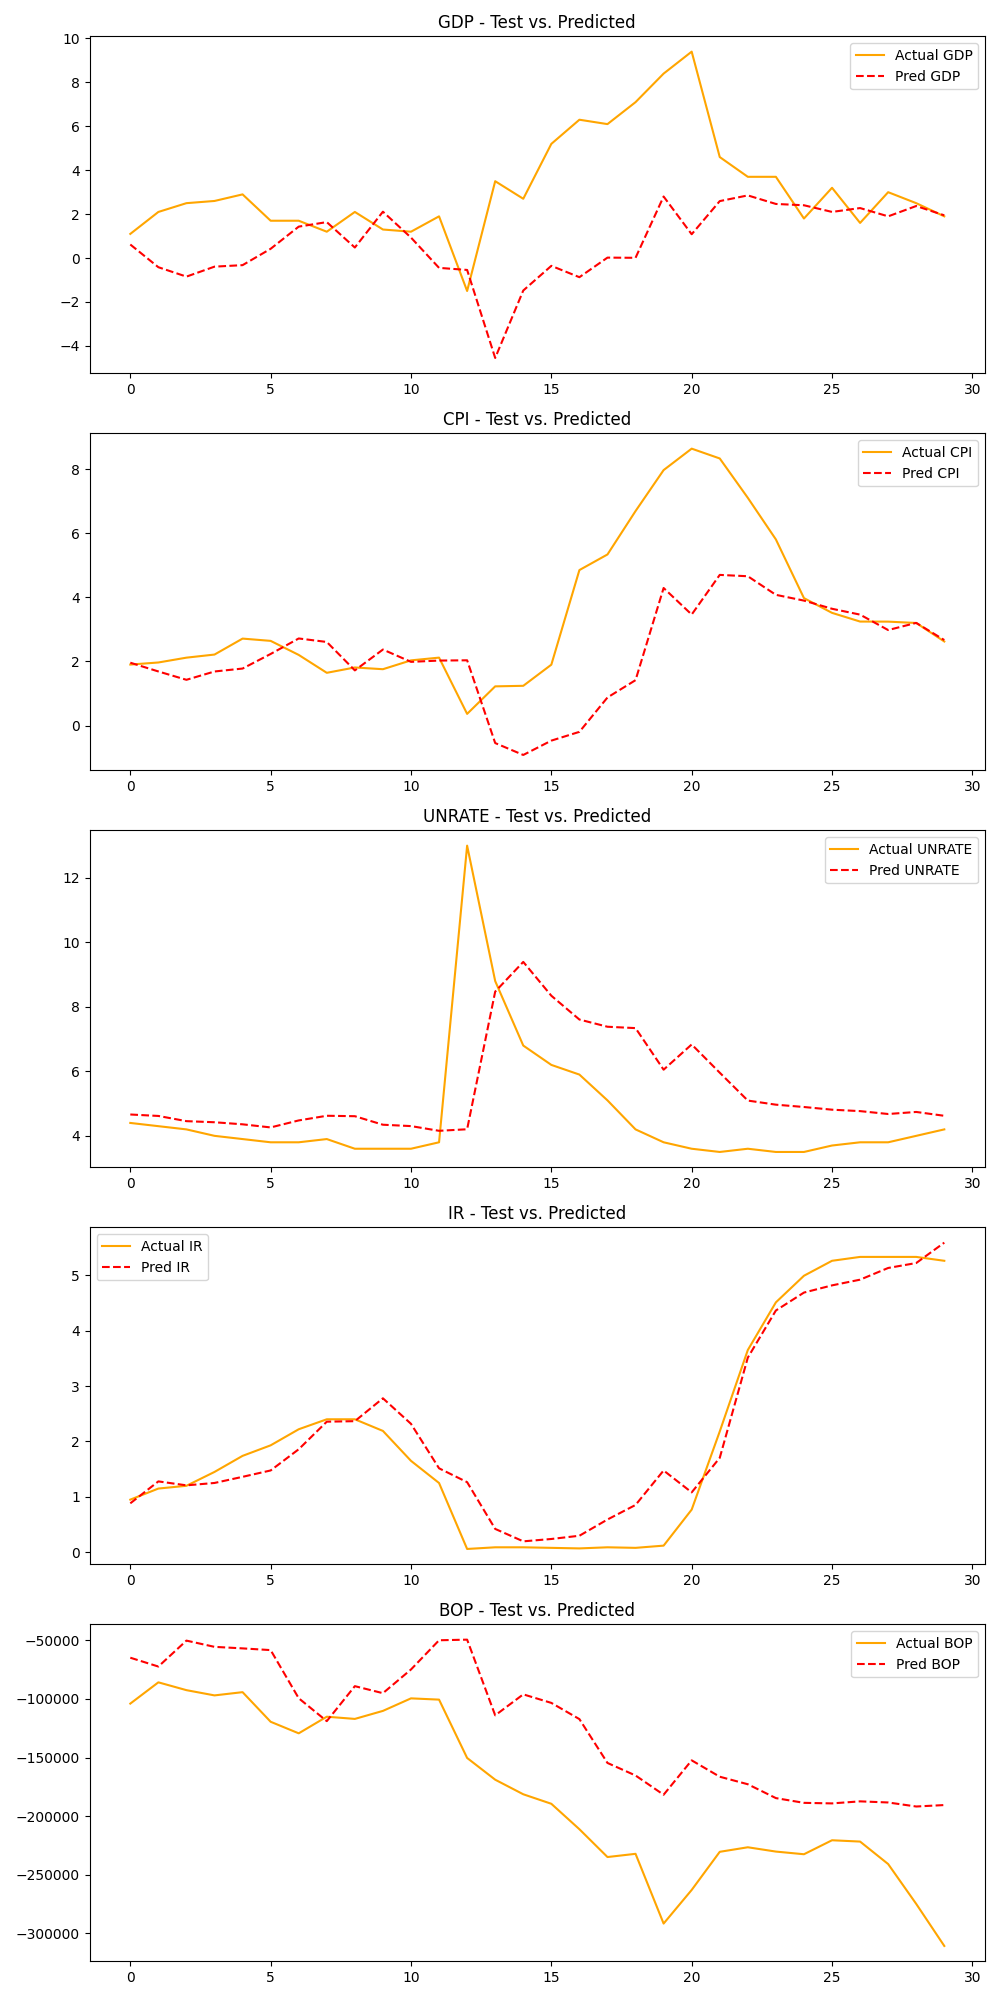 GDP - Test vs. Predicted
10
8
6
4
2
0
−2
−4
Actual GDP
Pred GDP
0 5 10 15 20 25 30
CPI - Test vs. Predicted
8
6
4
2
0
Actual CPI
Pred CPI
0 5 10 15 20 25 30
UNRATE - Test vs. Predicted
12
10
8
6
4
Actual UNRATE
Pred UNRATE
0 5 10 15 20 25 30
IR - Test vs. Predicted
Actual IR
Pred IR
5
4
3
2
1
0
0 5 10 15 20 25 30
BOP - Test vs. Predicted
−50000
−100000
−150000
−200000
−250000
−300000
Actual BOP
Pred BOP
0 5 10 15 20 25 30